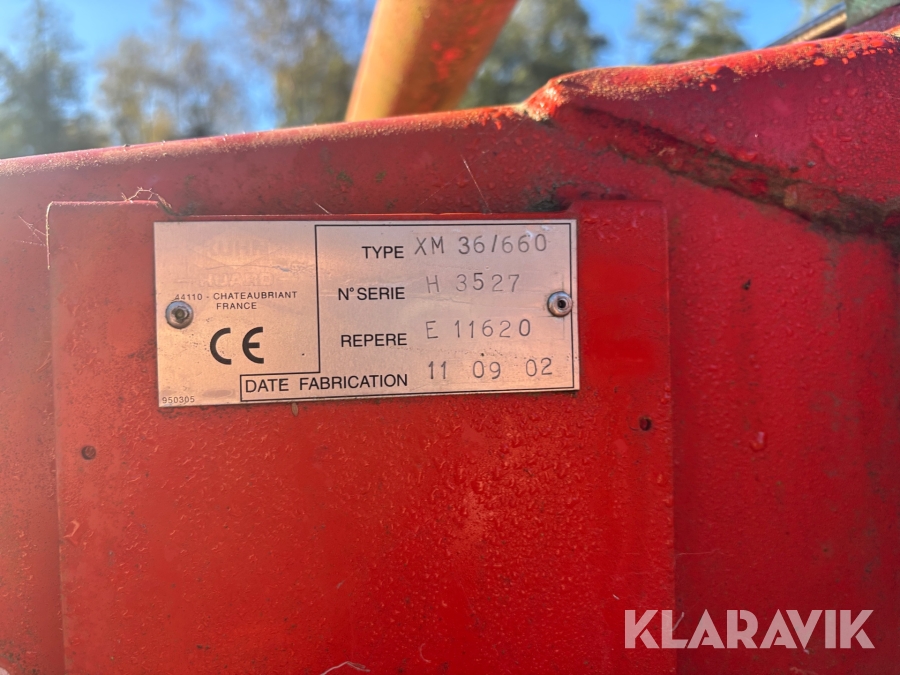 44110 - CHATEAUBRIANT
FRANCE
CE
950305
TYPE XM 36/660
N° SERIE H 3527
REPERE E 11620
DATE FABRICATION 11 09 02
KLARAVIK